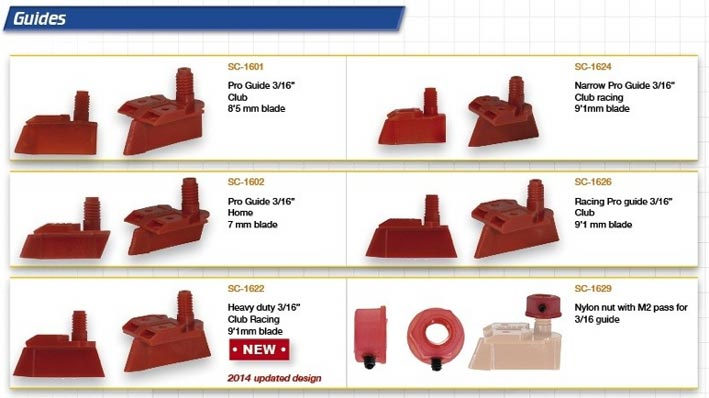 Guides
SC-1601
Pro Guide 3/16"
Club
8'5 mm blade
SC-1624
Narrow Pro Guide 3/16"
Club racing
9'1mm blade
SC-1602
Pro Guide 3/16"
Home
7 mm blade
SC-1626
Racing Pro guide 3/16"
Club
9'1 mm blade
SC-1622
Heavy duty 3/16"
Club Racing
9'1mm blade
• NEW •
2014 updated design
SC-1629
Nylon nut with M2 pass for
3/16 guide